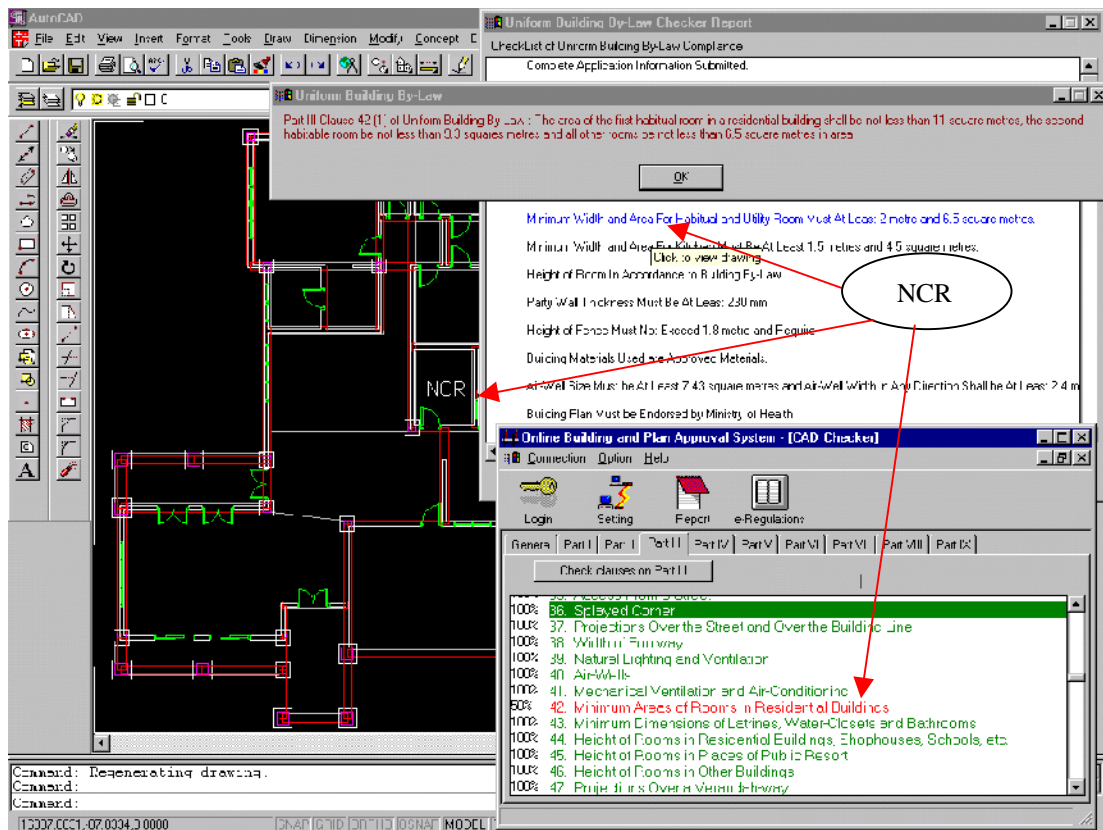 AutoCAD
File Edit View Insert Format Tools Draw Dimension Modify Concept
Uniform Building By-Law Checker Report
CheckList of Uniform Building By-Law Compliance
Complete Application Information Submitted.
Uniform Building By-Law
Part III Clause 42 (1) of Uniform Building By Law : The area of the first habitual room in a residential building shall be not less than 11 square metres, the second
habitable room be not less than 9.3 squares metres and all other rooms be not less than 6.5 square metres in area
OK
Minimum Width and Area For Habitual and Utility Room Must At Least 2 metre and 6.5 square metres.
Minimum Width and Area For Kitchen Must Be At Least 1.5 metres and 4.5 square metres.
Click to view drawing
Height of Room In Accordance to Building By-Law
Party Wall Thickness Must Be At Least 230 mm
Height of Fence Must Not Exceed 1.8 metre and Require
Building Materials Used are Approved Materials.
Air-Well Size Must be At Least 7.43 square metres and Air-Well Width in Any Direction Shall be At Least 2.4 m
Building Plan Must be Endorsed by Ministry of Health
NCR
NCR
Online Building and Plan Approval System - [CAD Checker]
Connection Option Help
Login Setting Report e-Regulations
General Part I Part II Part III Part IV Part V Part VI Part VII Part VIII Part IX
Check clauses on Part III
100% 36. Splayed Corner
100% 37. Projections Over the Street and Over the Building Line
100% 38. Width of Footway
100% 39. Natural Lighting and Ventilation
100% 40. Air-Wells
100% 41. Mechanical Ventilation and Air-Conditioning
50% 42. Minimum Areas of Rooms in Residential Buildings
100% 43. Minimum Dimensions of Latrines, Water-Closets and Bathrooms
100% 44. Height of Rooms in Residential Buildings, Shophouses, Schools, etc.
100% 45. Height of Rooms in Places of Public Resort
100% 46. Height of Rooms in Other Buildings
100% 47. Projections Over a Verandah-way
Command: Regenerating drawing.
Command:
Command:
SNAP GRID ORTHO OSNAP MODEL